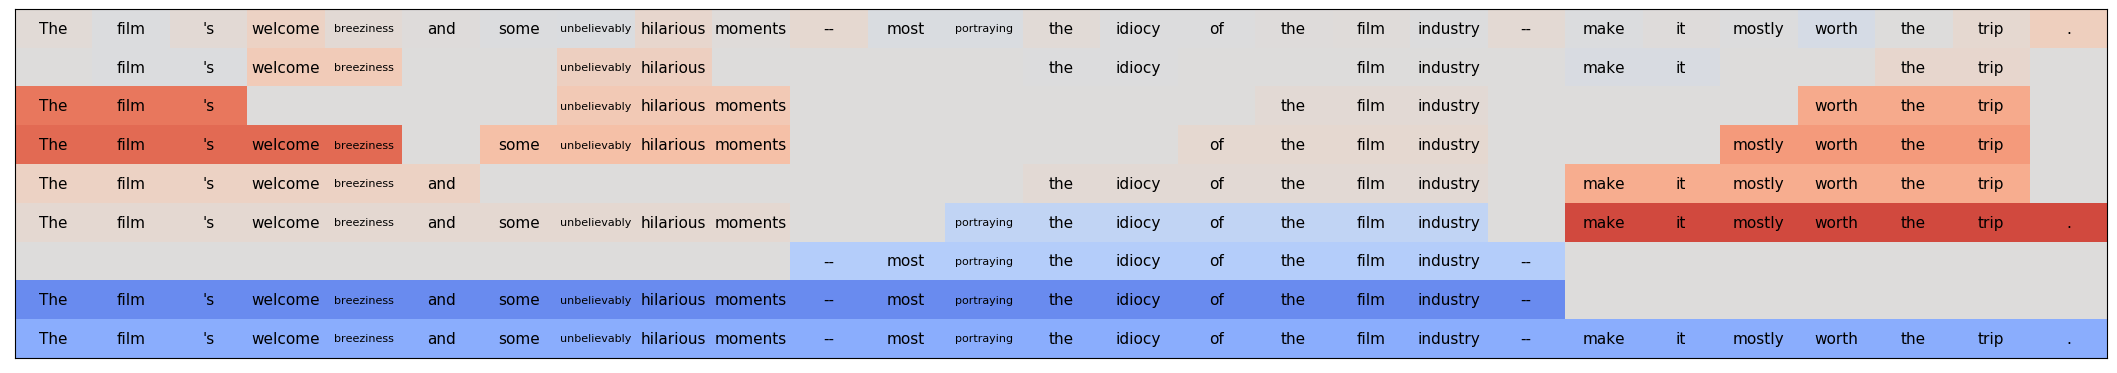 The film 's welcome breeziness and some unbelievably hilarious moments -- most portraying the idiocy of the film industry -- make it mostly worth the trip .
film 's welcome breeziness unbelievably hilarious the idiocy film industry make it the trip
The film 's unbelievably hilarious moments the film industry worth the trip
The film 's welcome breeziness some unbelievably hilarious moments of the film industry mostly worth the trip
The film 's welcome breeziness and the idiocy of the film industry make it mostly worth the trip
The film 's welcome breeziness and some unbelievably hilarious moments portraying the idiocy of the film industry make it mostly worth the trip .
-- most portraying the idiocy of the film industry --
The film 's welcome breeziness and some unbelievably hilarious moments -- most portraying the idiocy of the film industry --
The film 's welcome breeziness and some unbelievably hilarious moments -- most portraying the idiocy of the film industry -- make it mostly worth the trip .